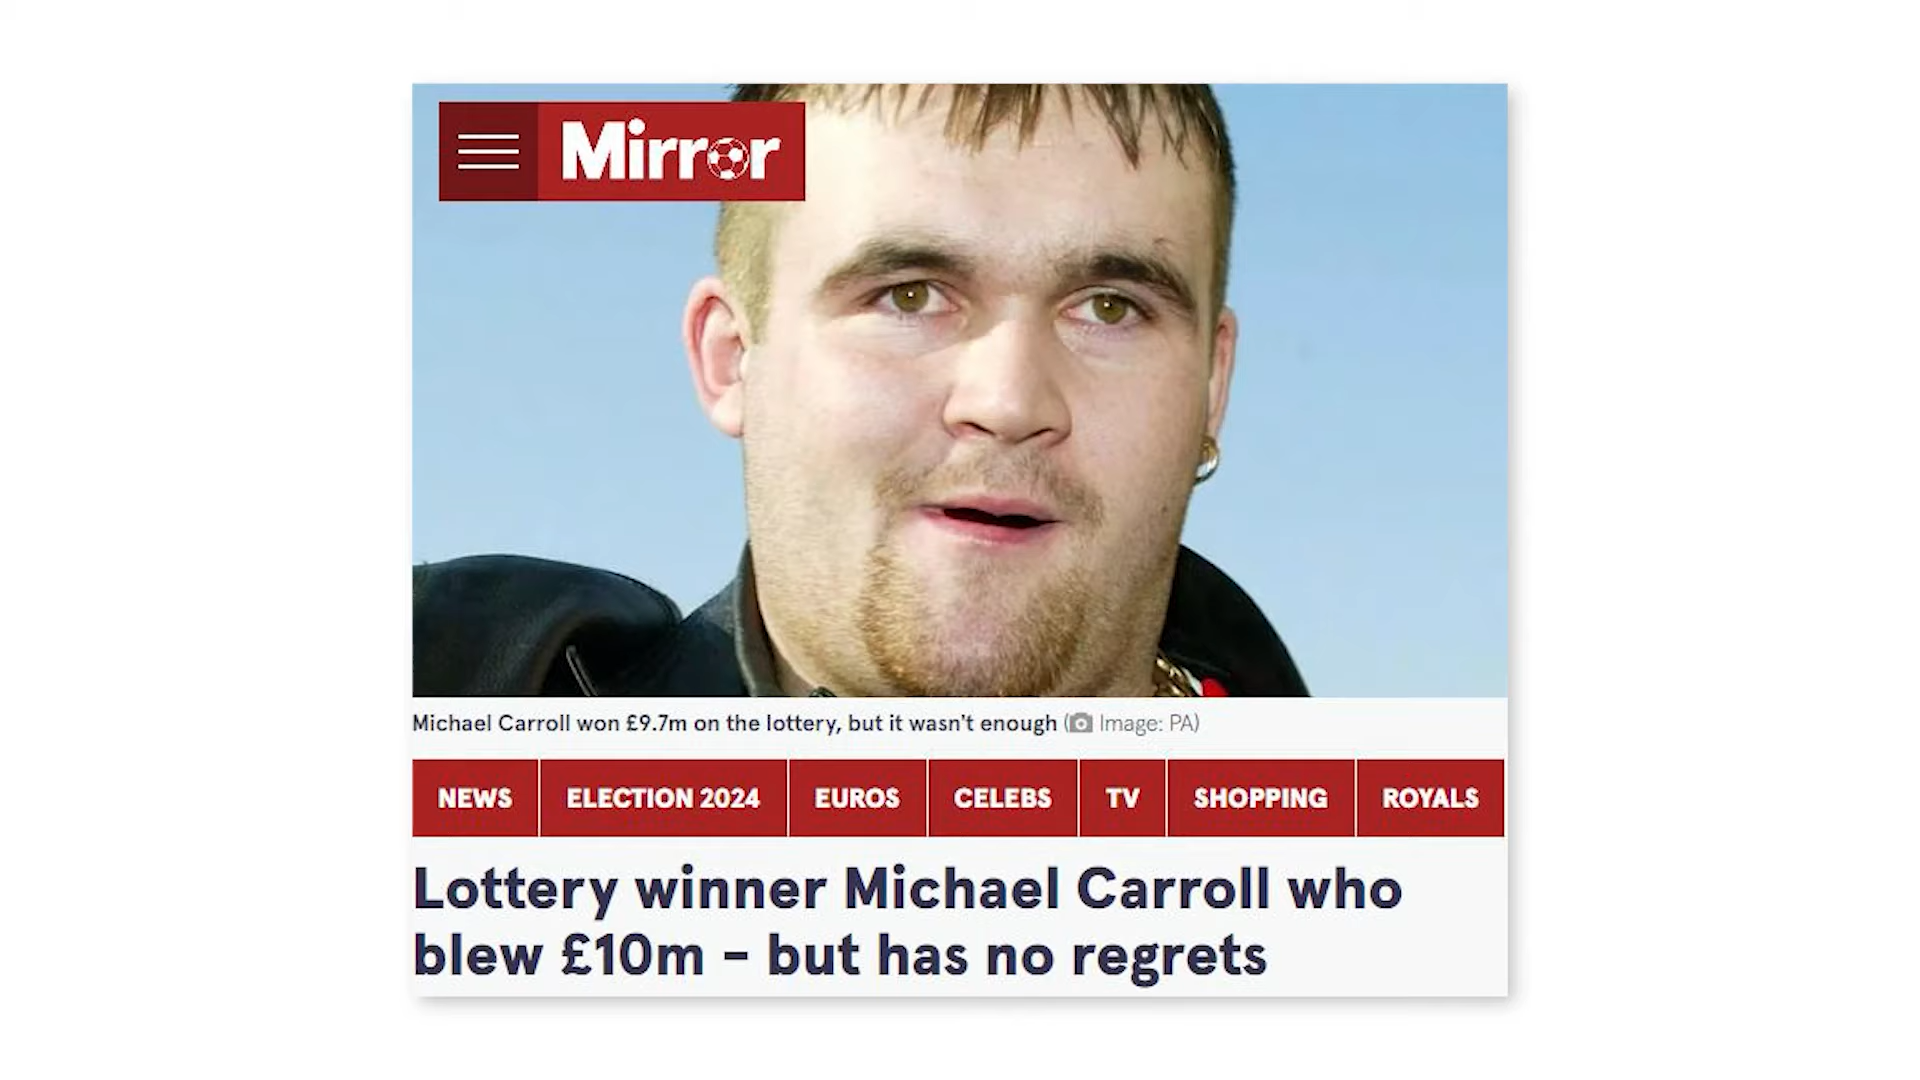 Mirror
Michael Carroll won £9.7m on the lottery, but it wasn't enough (Image: PA)
NEWS
ELECTION 2024
EUROS
CELEBS
TV
SHOPPING
ROYALS
Lottery winner Michael Carroll who
blew £10m - but has no regrets